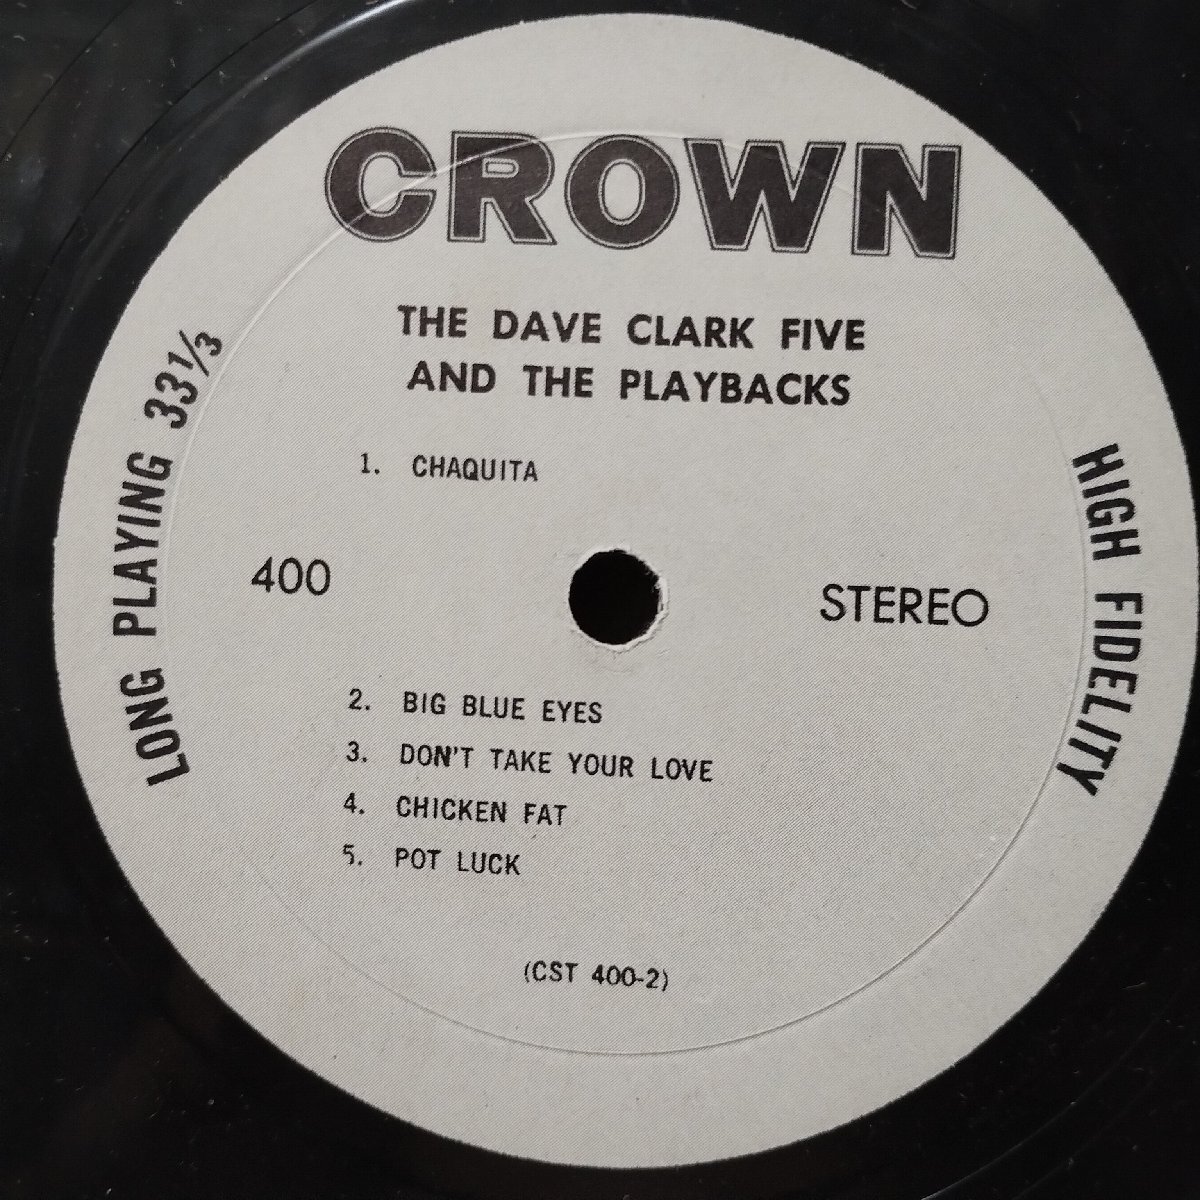 CROWN
THE DAVE CLARK FIVE
AND THE PLAYBACKS
1. CHAQUITA
400
STEREO
LONG PLAYING 33⅓
HIGH FIDELITY
2. BIG BLUE EYES
3. DON'T TAKE YOUR LOVE
4. CHICKEN FAT
5. POT LUCK
(CST 400-2)